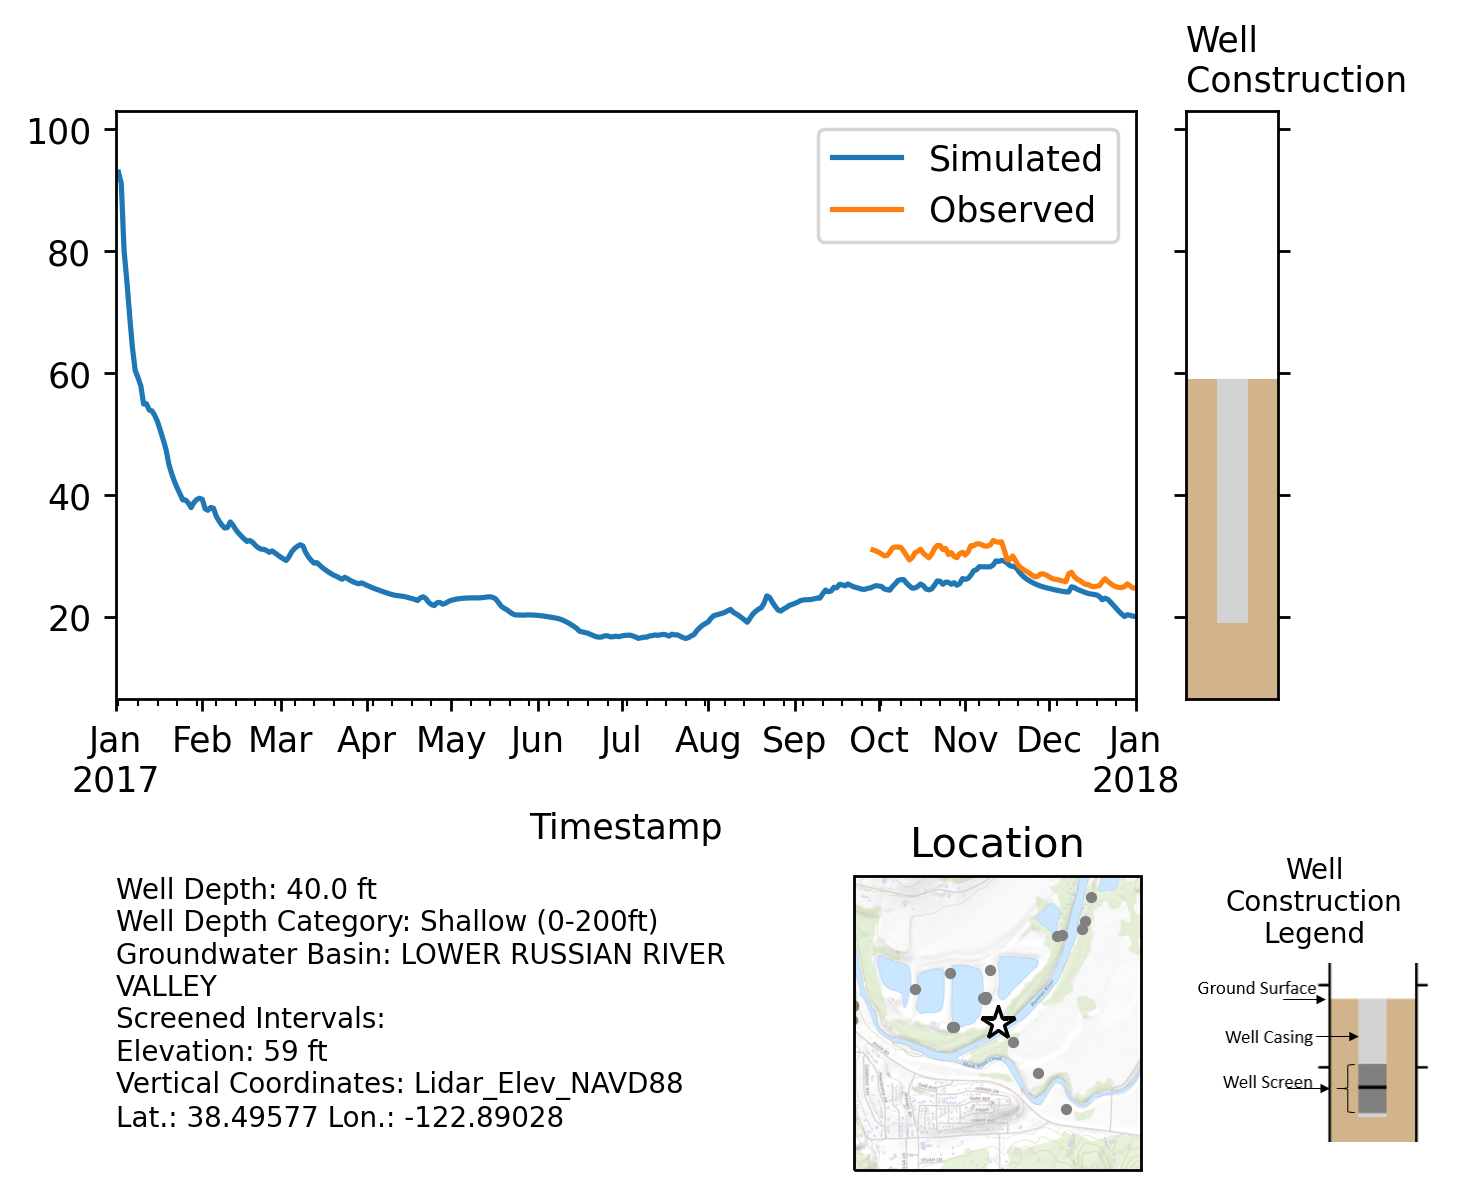 Well
Construction
100
80
60
40
20
Simulated
Observed
Jan Feb Mar Apr May Jun Jul Aug Sep Oct Nov Dec Jan
2017 2018
Timestamp
Well Depth: 40.0 ft
Well Depth Category: Shallow (0-200ft)
Groundwater Basin: LOWER RUSSIAN RIVER
VALLEY
Screened Intervals:
Elevation: 59 ft
Vertical Coordinates: Lidar_Elev_NAVD88
Lat.: 38.49577 Lon.: -122.89028
Location
Well
Construction
Legend
Ground Surface
Well Casing
Well Screen